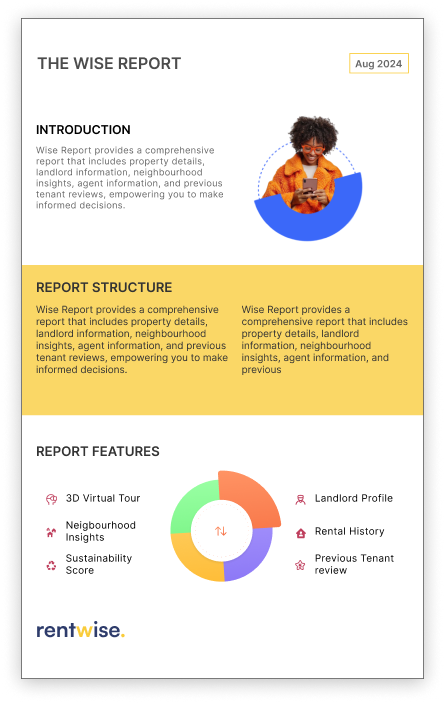 THE WISE REPORT
Aug 2024
INTRODUCTION
Wise Report provides a comprehensive
report that includes property details,
landlord information, neighbourhood
insights, agent information, and previous
tenant reviews, empowering you to make
informed decisions.
REPORT STRUCTURE
Wise Report provides a comprehensive
report that includes property details,
landlord information, neighbourhood
insights, agent information, and previous
tenant reviews, empowering you to make
informed decisions.
Wise Report provides a
comprehensive report that includes
property details, landlord
information, neighbourhood
insights, agent information, and
previous
REPORT FEATURES
3D Virtual Tour
Neigbourhood
Insights
Sustainability
Score
Landlord Profile
Rental History
Previous Tenant
review
rentwise.